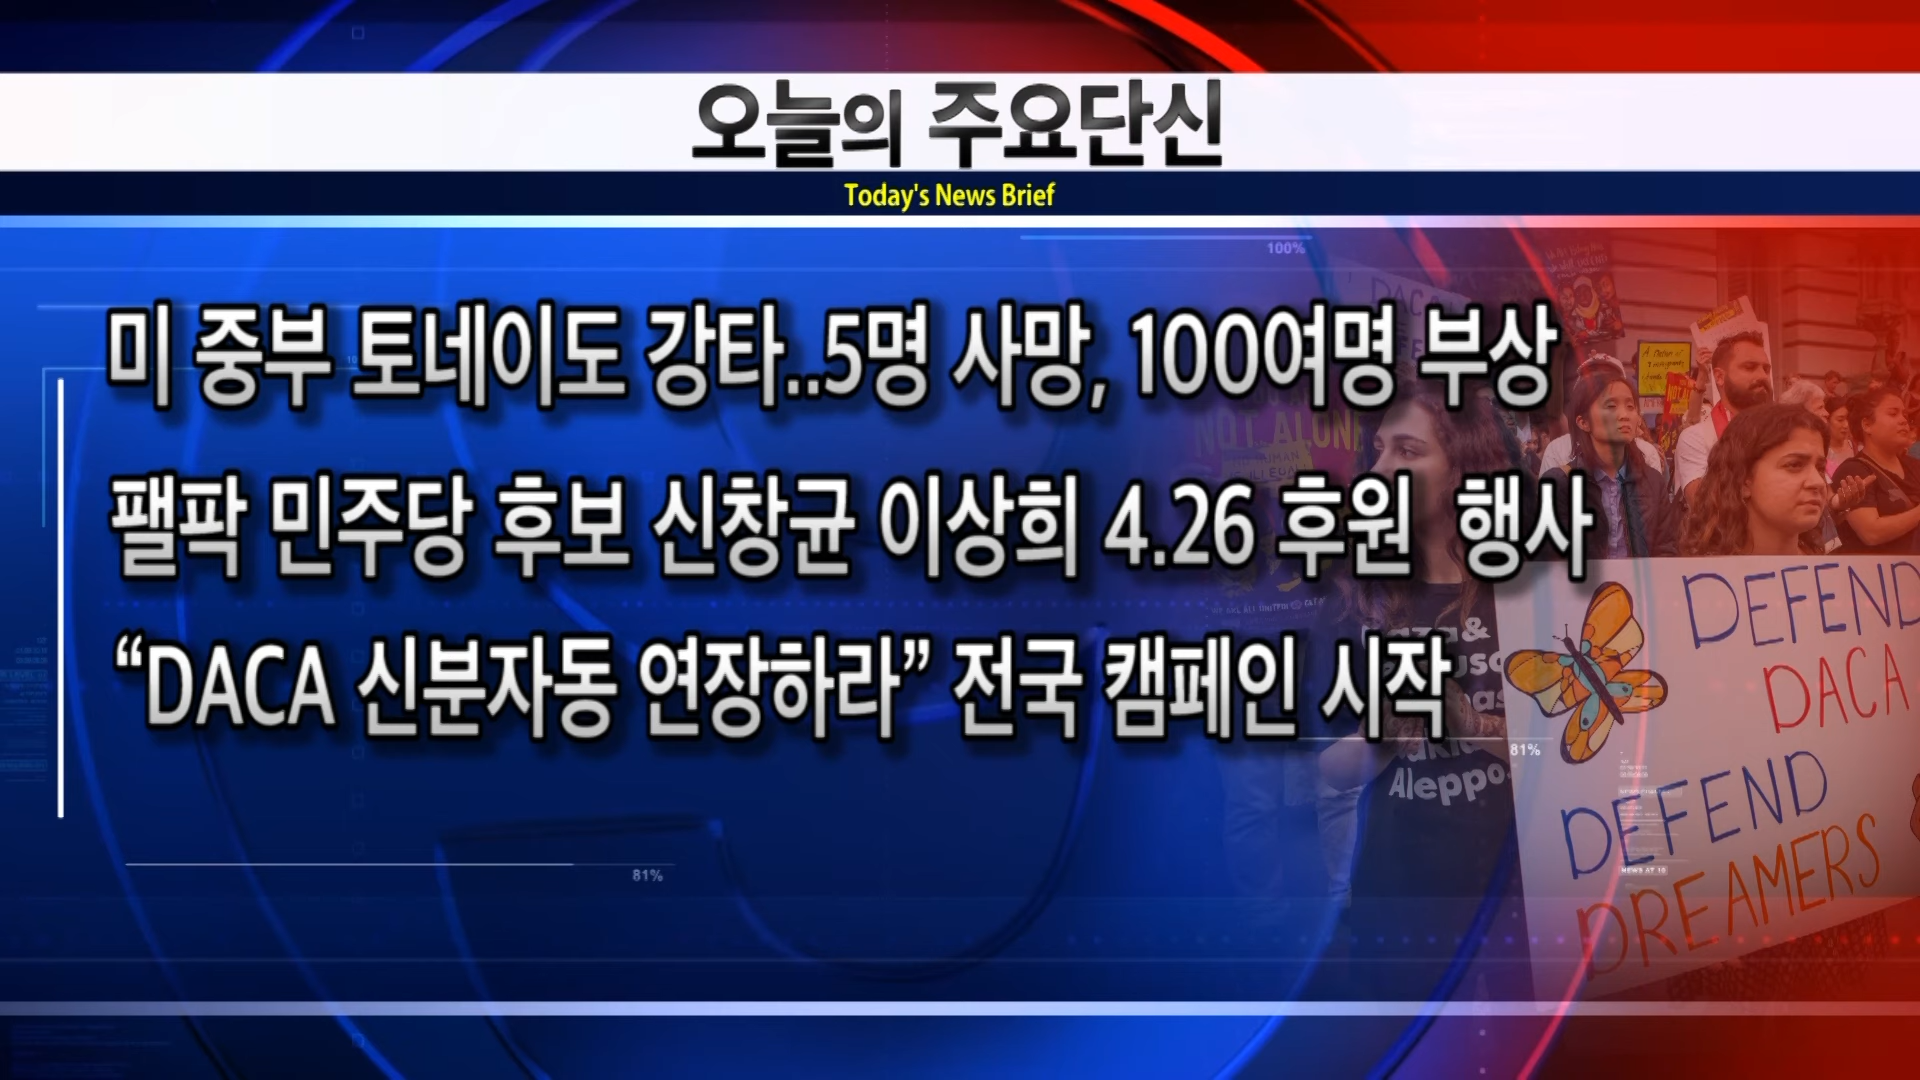 오늘의 주요단신
Today's News Brief
100%
미 중부 토네이도 강타..5명 사망, 100여명 부상
팰팍 민주당 후보 신창균 이상희 4.26 후원 행사
“DACA 신분자동 연장하라” 전국 캠페인 시작
NOT ALONE
Aleppo
DEFEND
DACA
DEFEND
DREAMERS
81%
81%
NEWS AT 10